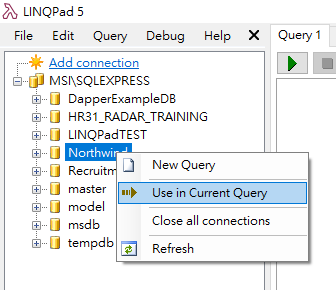 LINQPad 5
File Edit Query Debug Help
Query 1
Add connection
MSI\SQLEXPRESS
DapperExampleDB
HR31_RADAR_TRAINING
LINQPadTEST
Northwind
Recruitm
master
model
msdb
tempdb
New Query
Use in Current Query
Close all connections
Refresh